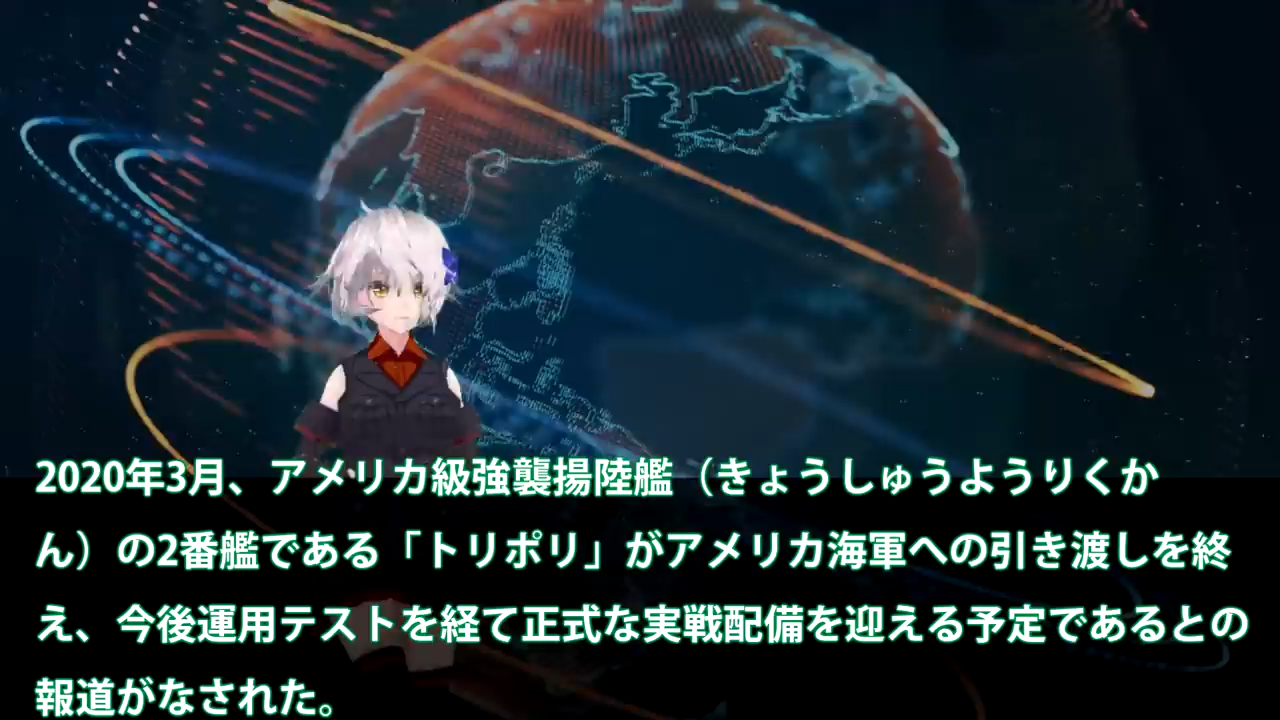 2020年3月、アメリカ級強襲揚陸艦（きょうしゅうようりくか
ん）の2番艦である「トリポリ」がアメリカ海軍への引き渡しを終
え、今後運用テストを経て正式な実戦配備を迎える予定であるとの
報道がなされた。